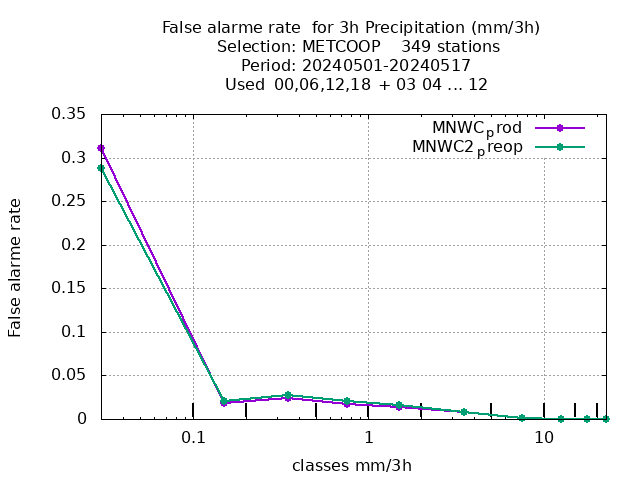 False alarme rate  for 3h Precipitation (mm/3h)
Selection: METCOOP    349 stations
Period: 20240501-20240517
Used  00,06,12,18 + 03 04 ... 12
MNWC_prod
MNWC2_preop
0.35
0.3
0.25
0.2
0.15
0.1
0.05
0
False alarme rate
0.1
1
10
classes mm/3h